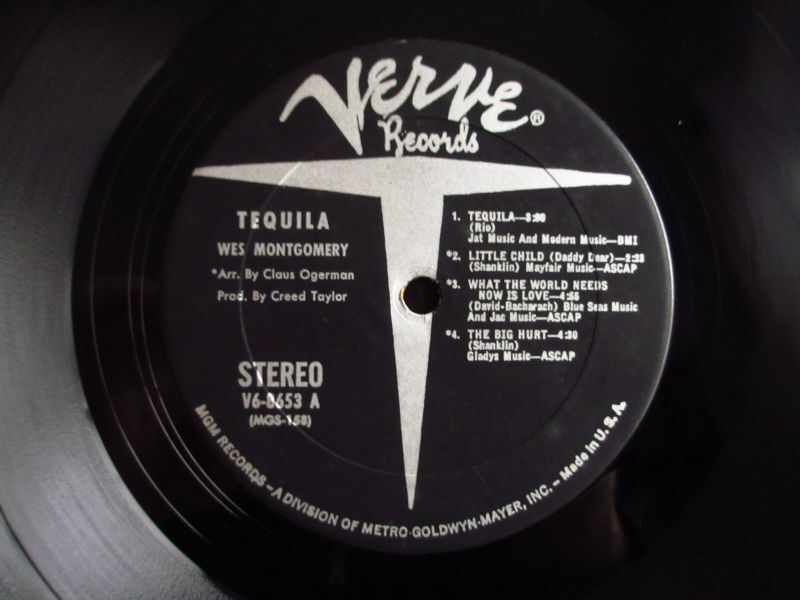 VERVE®
Records
TEQUILA
WES MONTGOMERY
*Arr. By Claus Ogerman
Prod. By Creed Taylor
STEREO
V6-8653 A
(MGS-158)
1. TEQUILA—3:00
(Rio)
Jat Music And Modern Music—BMI
*2. LITTLE CHILD (Daddy Dear)—2:23
(Shanklin) Mayfair Music—ASCAP
*3. WHAT THE WORLD NEEDS
NOW IS LOVE—4:55
(David-Bacharach) Blue Seas Music
And Jac Music—ASCAP
*4. THE BIG HURT—4:30
(Shanklin)
Gladys Music—ASCAP
MGM RECORDS – A DIVISION OF METRO-GOLDWYN-MAYER, INC. – Made in U. S. A.